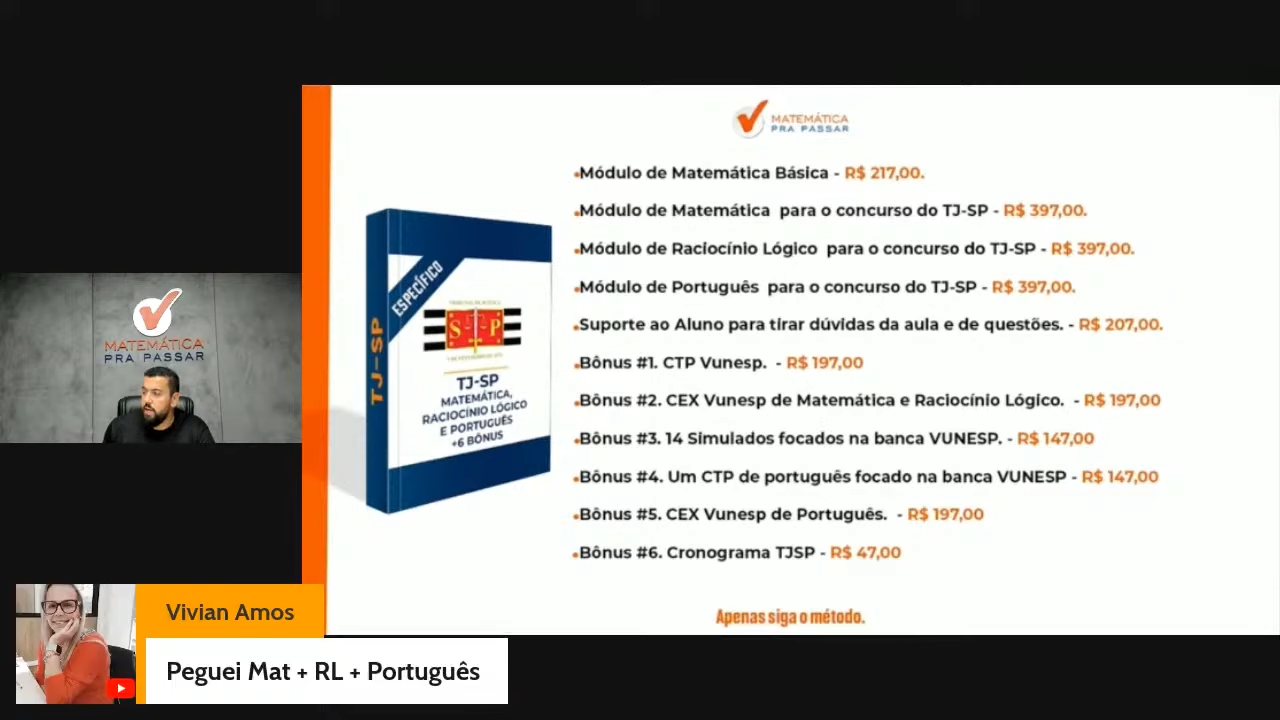 MATEMÁTICA
PRA PASSAR
•Módulo de Matemática Básica - R$ 217,00.
•Módulo de Matemática para o concurso do TJ-SP - R$ 397,00.
•Módulo de Raciocínio Lógico para o concurso do TJ-SP - R$ 397,00.
•Módulo de Português para o concurso do TJ-SP - R$ 397,00.
•Suporte ao Aluno para tirar dúvidas da aula e de questões. - R$ 207,00.
•Bônus #1. CTP Vunesp. - R$ 197,00
•Bônus #2. CEX Vunesp de Matemática e Raciocínio Lógico. - R$ 197,00
•Bônus #3. 14 Simulados focados na banca VUNESP. - R$ 147,00
•Bônus #4. Um CTP de português focado na banca VUNESP - R$ 147,00
•Bônus #5. CEX Vunesp de Português. - R$ 197,00
•Bônus #6. Cronograma TJSP - R$ 47,00
Apenas siga o método.
TJ-SP
ESPECÍFICO
S P
TJ-SP
MATEMÁTICA,
RACIOCÍNIO LÓGICO
E PORTUGUÊS
+6 BÔNUS
MATEMÁTICA
PRA PASSAR
Vivian Amos
Peguei Mat + RL + Português